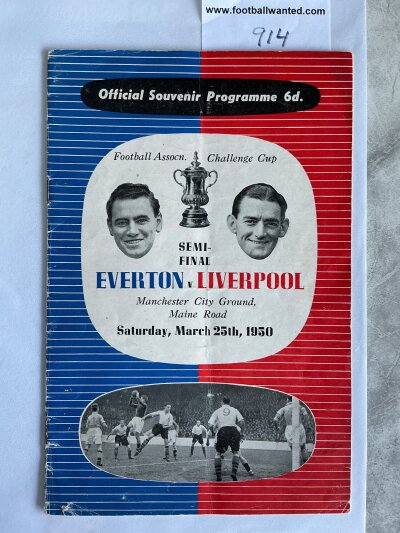 www.footballwanted.com
914
Official Souvenir Programme 6d.
Football Assocn. Challenge Cup
SEMI-
FINAL
EVERTON v LIVERPOOL
Manchester City Ground,
Maine Road
Saturday, March 25th, 1950
9